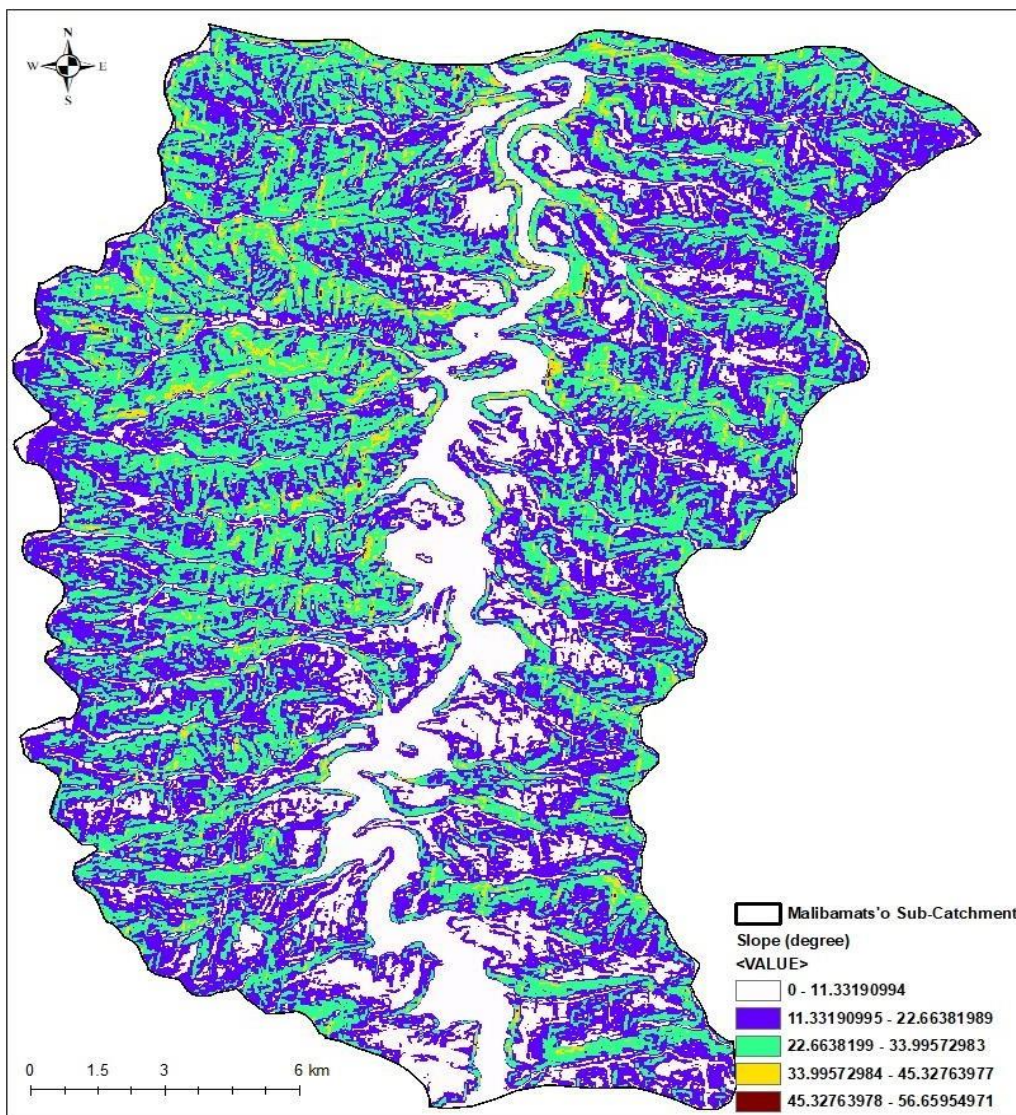 N
W E
S
Malibamats'o Sub-Catchment
Slope (degree)
<VALUE>
0 - 11.33190994
11.33190995 - 22.66381989
22.6638199 - 33.99572983
33.99572984 - 45.32763977
45.32763978 - 56.65954971
0 1.5 3 6 km